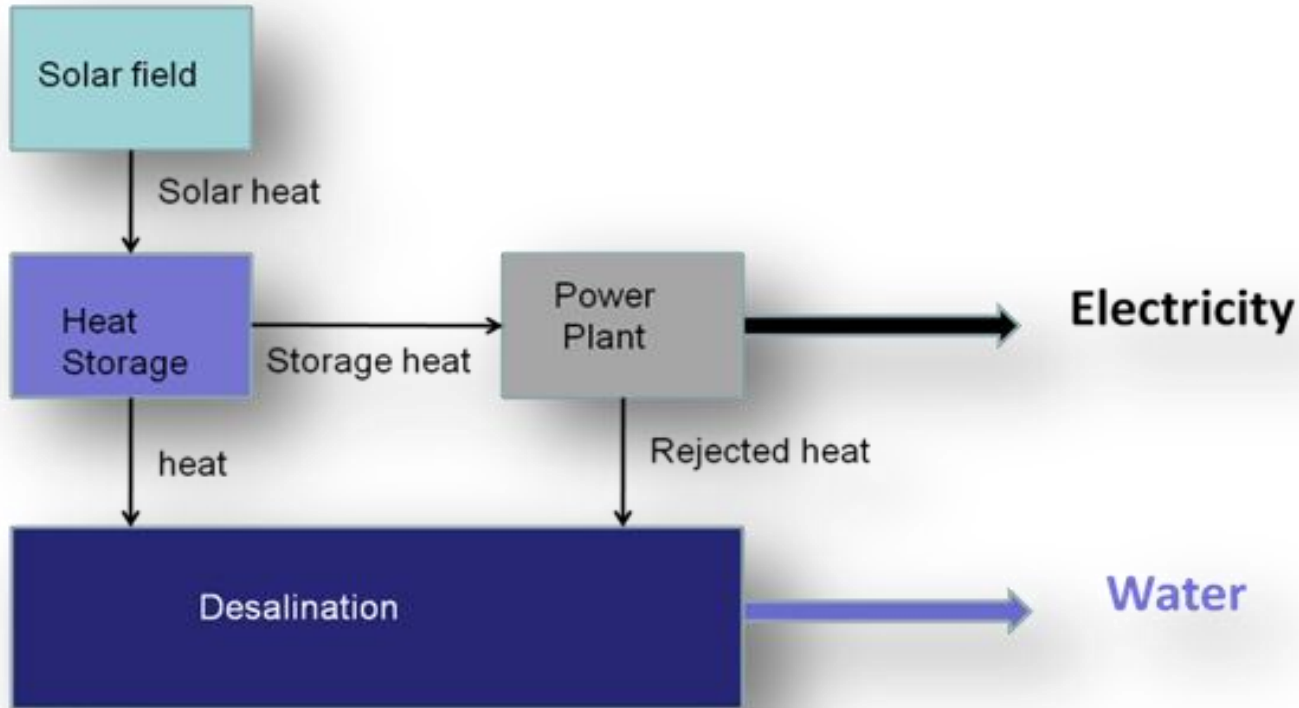 Solar field
Solar heat
Heat
Storage
Storage heat
Power
Plant
Electricity
heat
Rejected heat
Desalination
Water